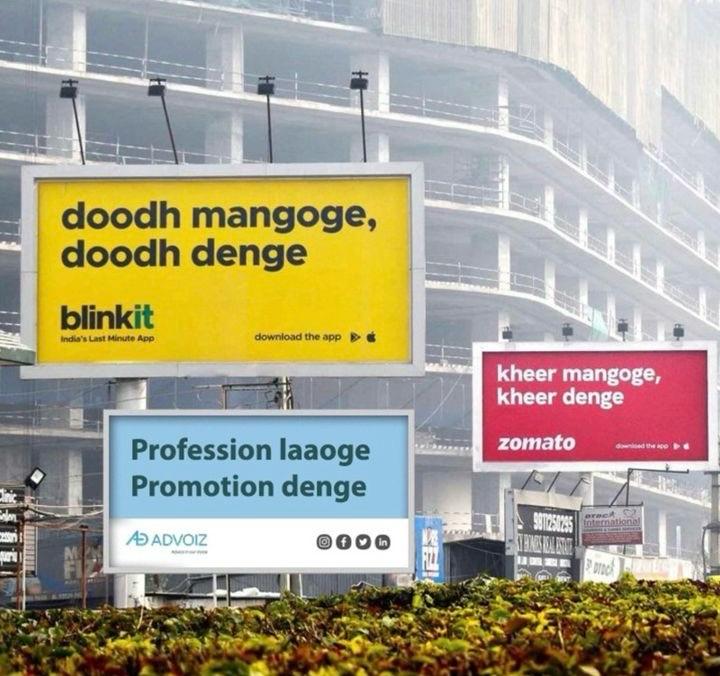 doodh mangoge,
doodh denge
blinkit
India's Last Minute App
download the app
kheer mangoge,
kheer denge
zomato
download the app
Profession laaoge
Promotion denge
ADVOIZ
9811250295
International